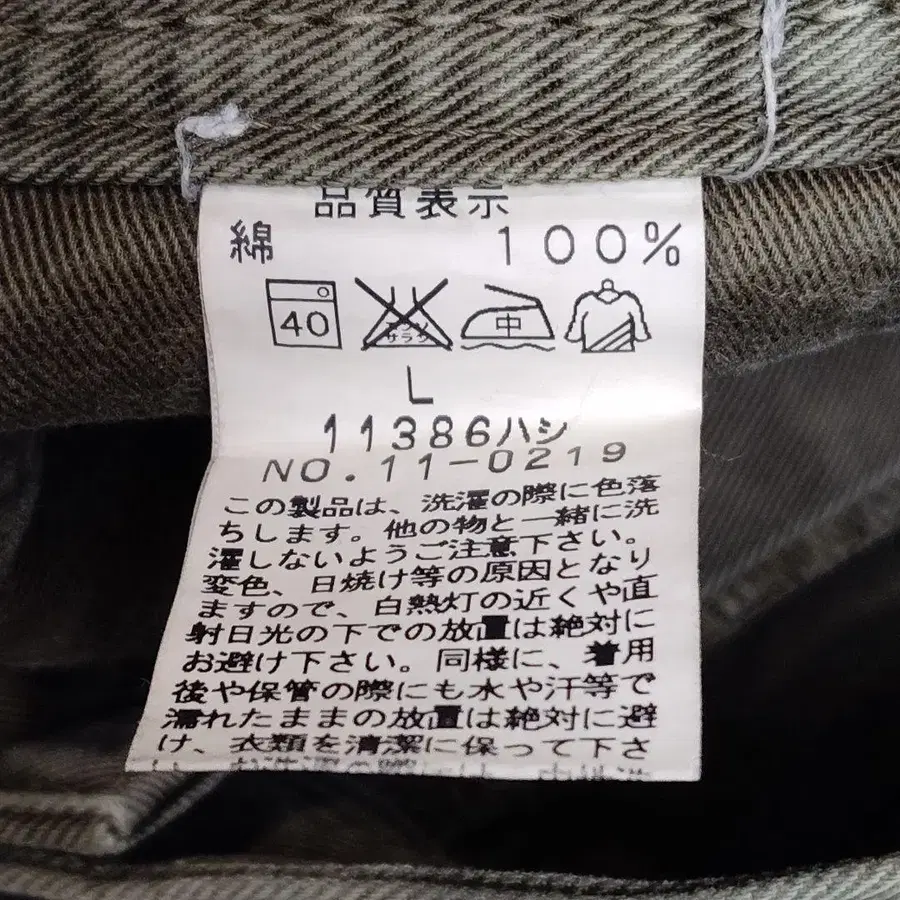 品質表示
綿 100%
40
エンソ
サラシ
中
L
11386ハシ
NO.11-0219
この製品は、洗濯の際に色落
ちします。他の物と一緒に洗
濯しないようご注意下さい。
変色、日焼け等の原因となり
ますので、白熱灯の近くや直
射日光の下での放置は絶対に
お避け下さい。同様に、着用
後や保管の際にも水や汗等で
濡れたままの放置は絶対に避
け、衣類を清潔に保って下さ